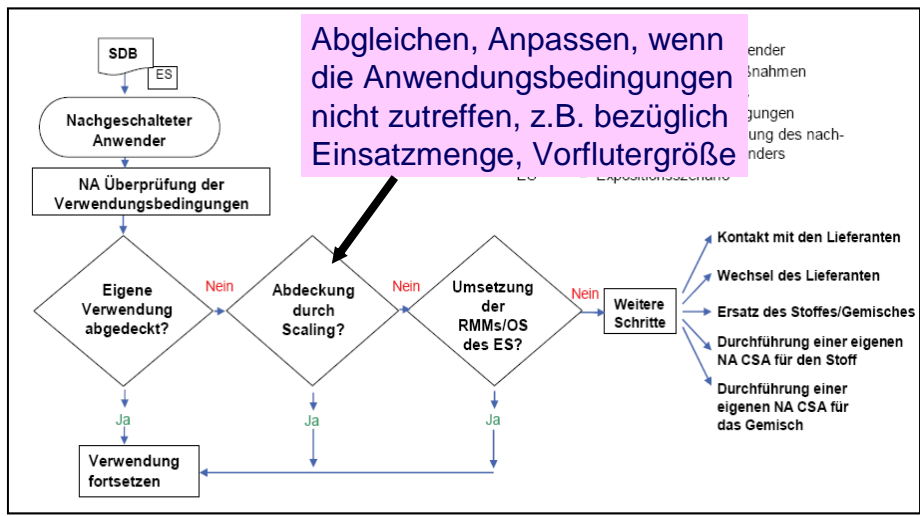 SDB
ES
Nachgeschalteter
Anwender
NA Überprüfung der
Verwendungsbedingungen
Abgleichen, Anpassen, wenn
die Anwendungsbedingungen
nicht zutreffen, z.B. bezüglich
Einsatzmenge, Vorflutergröße
Eigene
Verwendung
abgedeckt?
Nein
Abdeckung
durch
Scaling?
Nein
Umsetzung
der
RMMs/OS
des ES?
Nein
Weitere
Schritte
Kontakt mit den Lieferanten
Wechsel des Lieferanten
Ersatz des Stoffes/Gemisches
Durchführung einer eigenen
NA CSA für den Stoff
Durchführung einer
eigenen NA CSA für
das Gemisch
Ja
Ja
Ja
Verwendung
fortsetzen